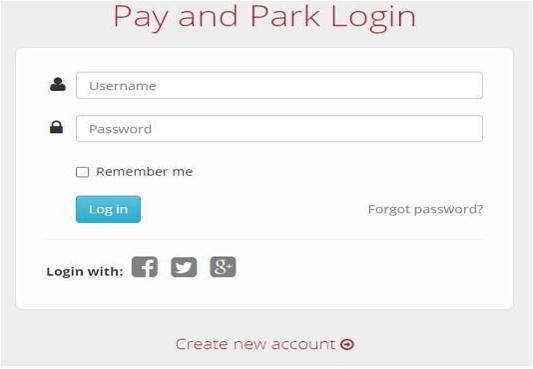 Pay and Park Login
Username
Password
Remember me
Log in Forgot password?
Login with:
Create new account